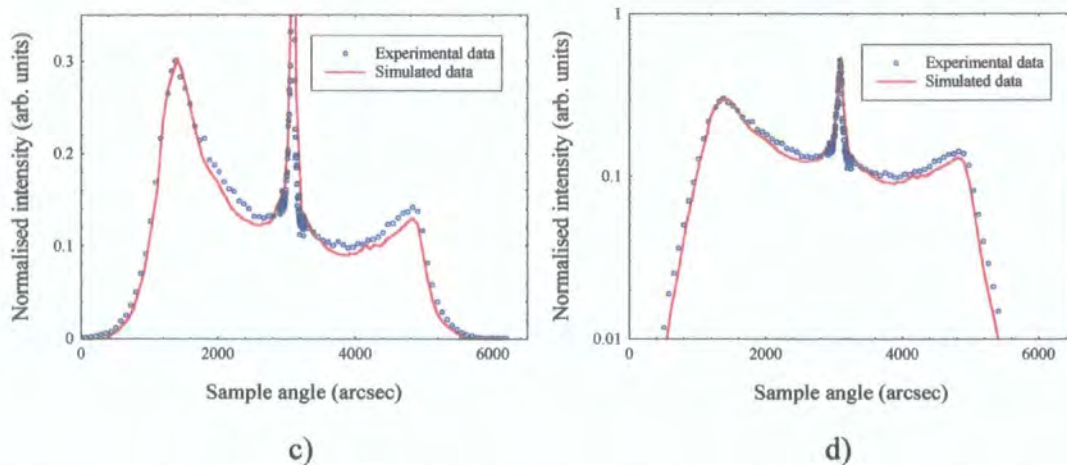 Normalised intensity (arb. units)
0.3
0.2
0.1
0
Experimental data
Simulated data
0
2000
4000
6000
Sample angle (arcsec)
c)
Normalised intensity (arb. units)
1
0.1
0.01
Experimental data
Simulated data
0
2000
4000
6000
Sample angle (arcsec)
d)